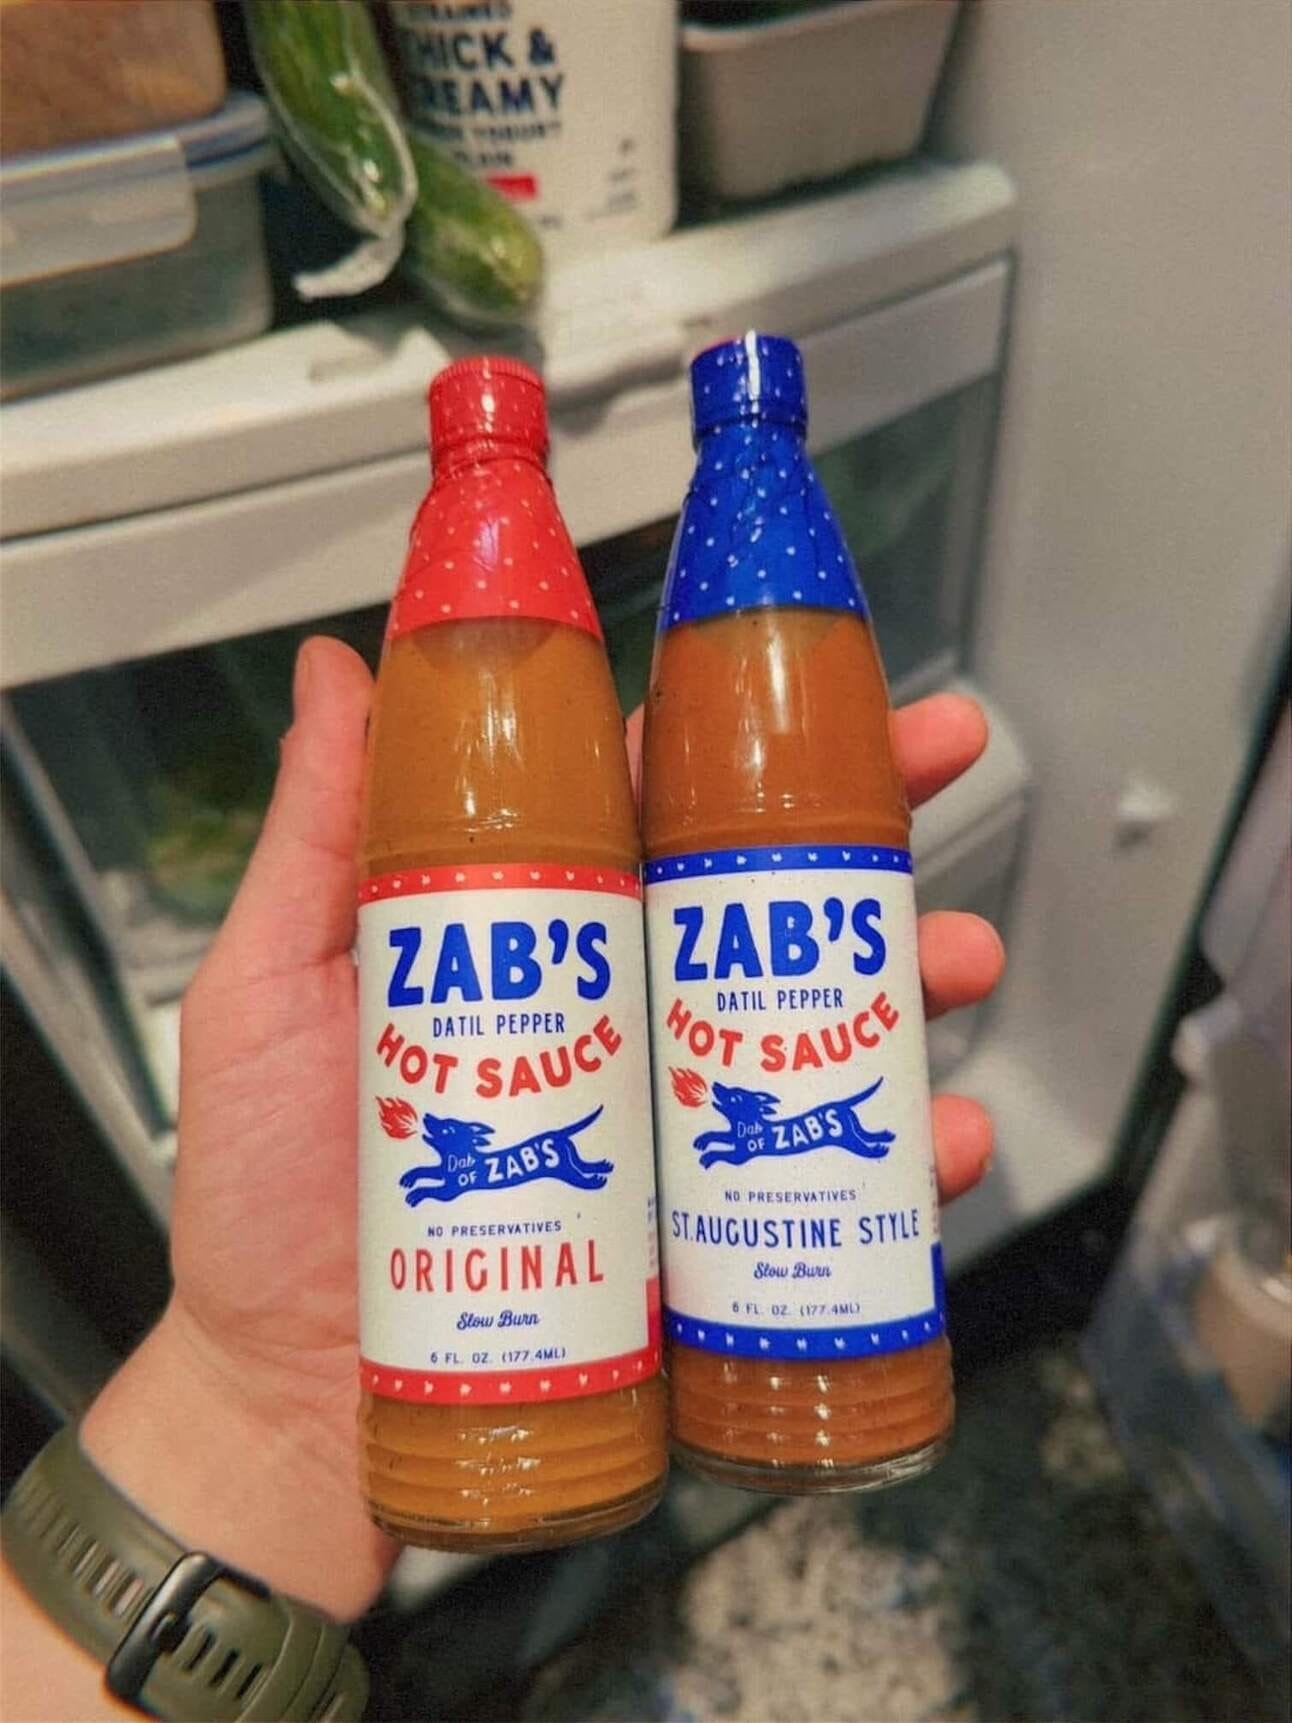 THICK &
CREAMY
ZAB'S
DATIL PEPPER
HOT SAUCE
Dab
OF ZAB'S
NO PRESERVATIVES
ORIGINAL
Slow Burn
6 FL. OZ. (177.4ML)
ZAB'S
DATIL PEPPER
HOT SAUCE
Dab
OF ZAB'S
NO PRESERVATIVES
ST. AUGUSTINE STYLE
Slow Burn
6 FL. OZ. (177.4ML)